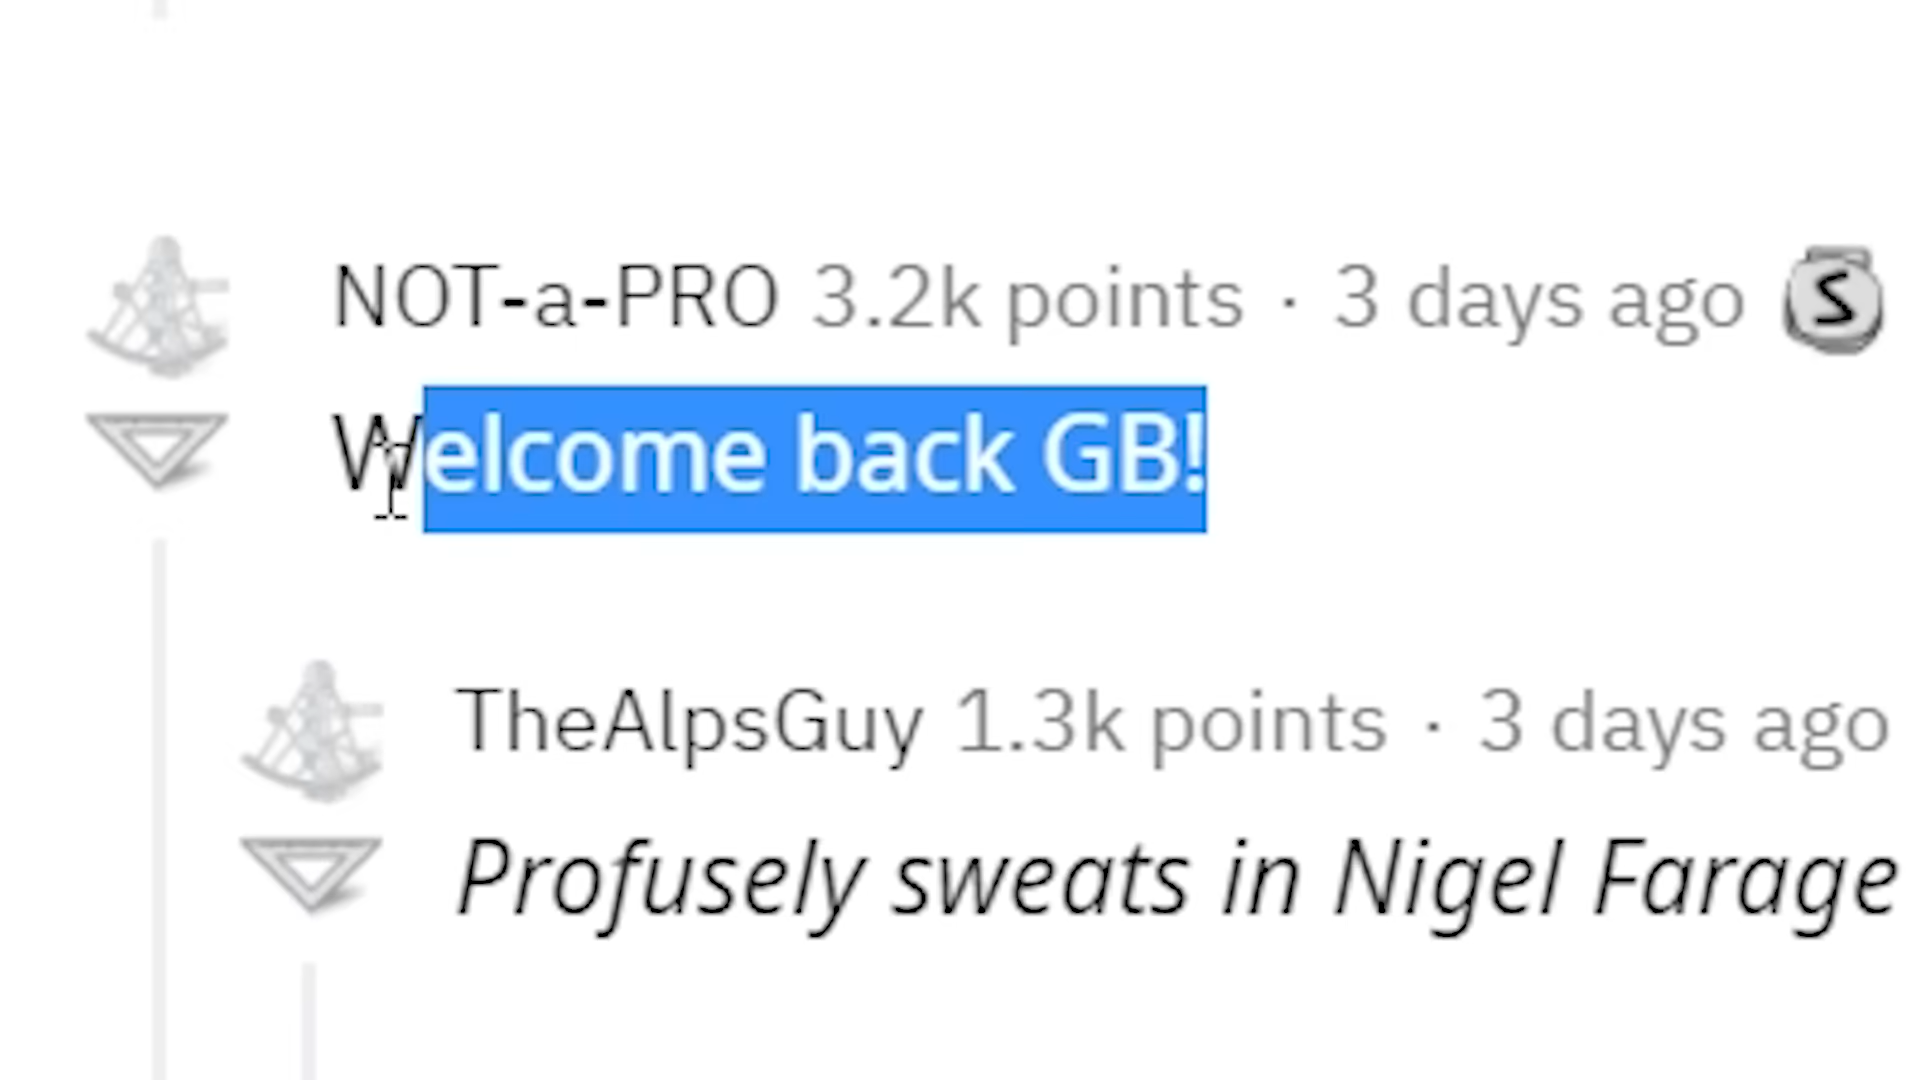 NOT-a-PRO 3.2k points · 3 days ago S
Welcome back GB!
TheAlpsGuy 1.3k points · 3 days ago
Profusely sweats in Nigel Farage